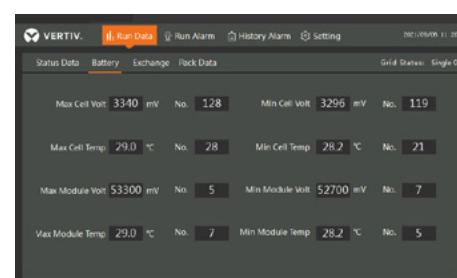 VERTIV. Run Data Run Alarm History Alarm Setting
Status Data Battery Exchange Pack Data Grid Status: Single
Max Cell Volt 3340 mV No. 128 Min Cell Volt 3296 mV No. 119
Max Cell Temp 29.0 ℃ No. 28 Min Cell Temp 28.2 ℃ No. 21
Max Module Volt 53300 mV No. 5 Min Module Volt 52700 mV No. 7
Max Module Temp 29.0 ℃ No. 7 Min Module Temp 28.2 ℃ No. 5